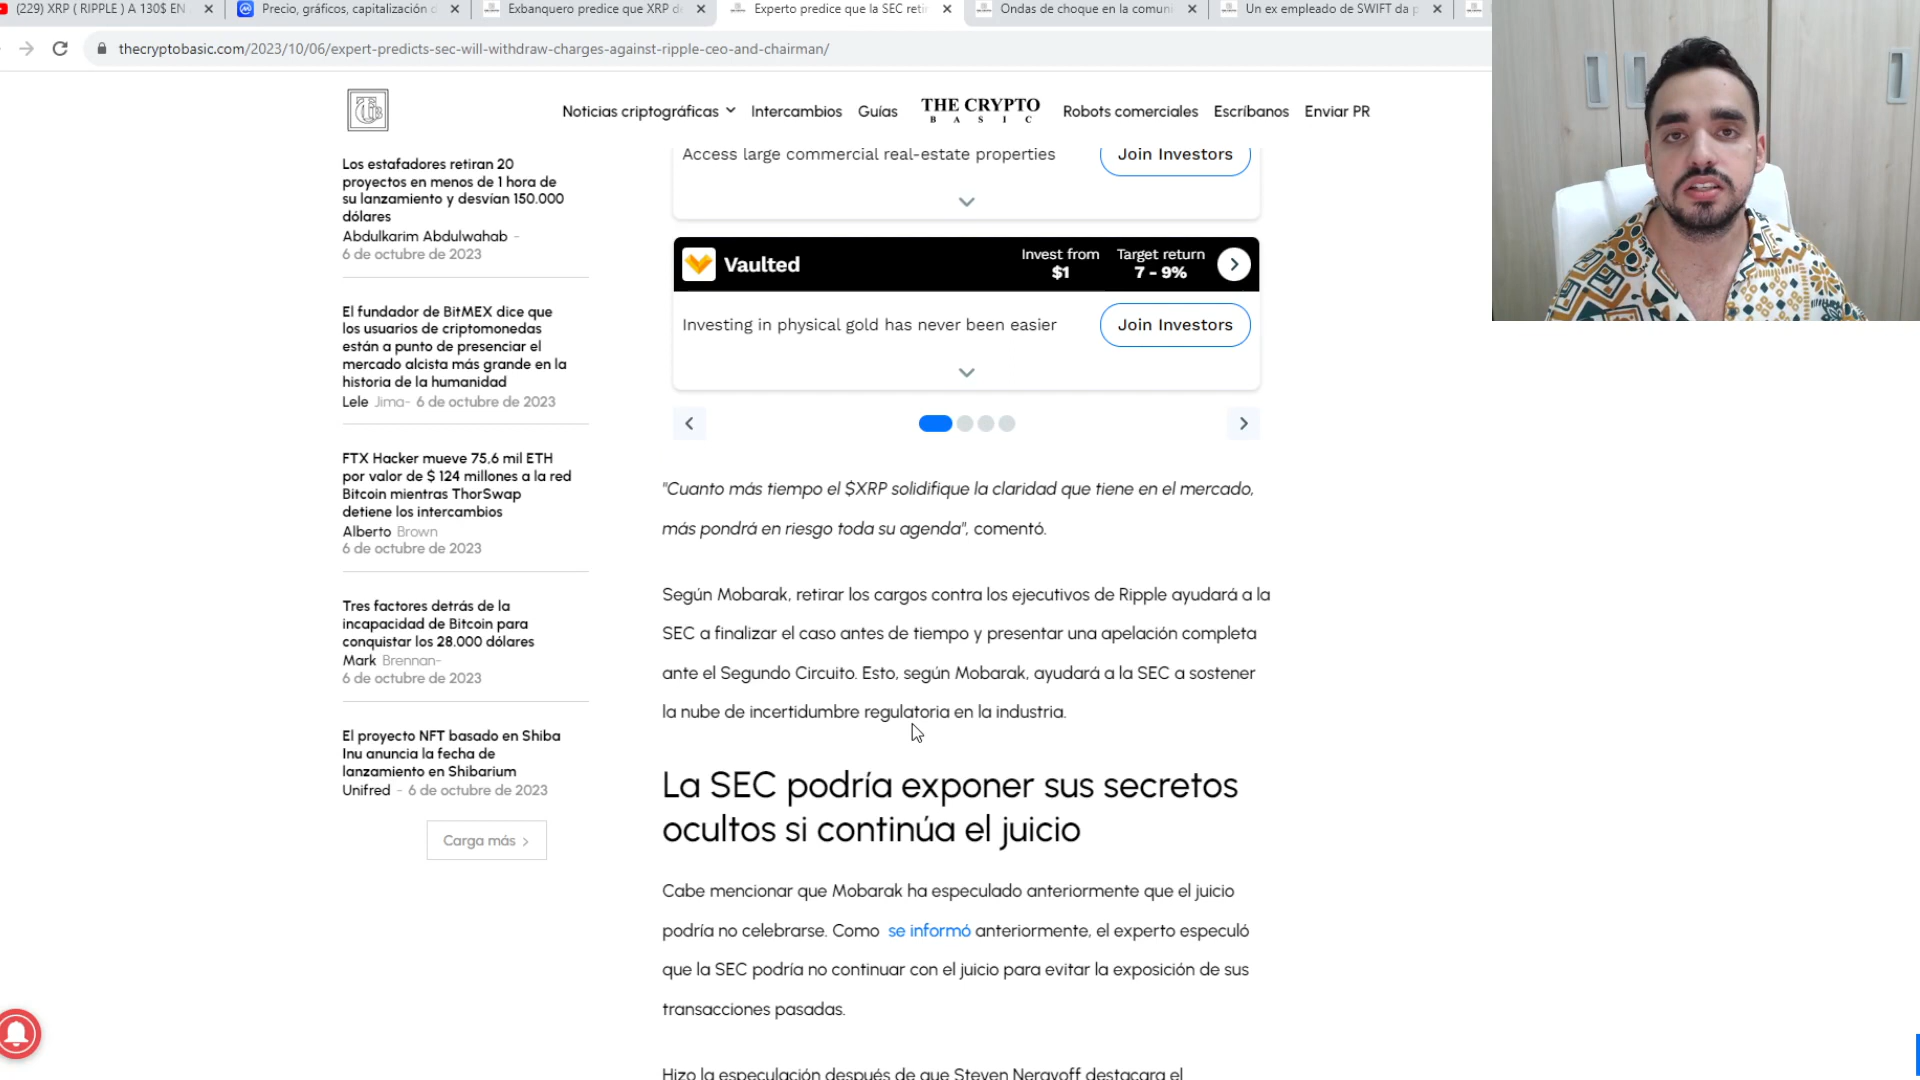 (229) XRP ( RIPPLE ) A 130$ EN
Precio, gráficos, capitalización
Exbanquero predice que XRP
Experto predice que la SEC reti
Ondas de choque en la comuni
Un ex empleado de SWIFT da
thecryptobasic.com/2023/10/06/expert-predicts-sec-will-withdraw-charges-against-ripple-ceo-and-chairman/
Noticias criptográficas
Intercambios
Guías
THE CRYPTO
BASIC
Robots comerciales
Escríbanos
Enviar PR
Los estafadores retiran 20
proyectos en menos de 1 hora de
su lanzamiento y desvían 150.000
dólares
Abdulkarim Abdulwahab -
6 de octubre de 2023
El fundador de BitMEX dice que
los usuarios de criptomonedas
están a punto de presenciar el
mercado alcista más grande en la
historia de la humanidad
Lele Jima- 6 de octubre de 2023
FTX Hacker mueve 75,6 mil ETH
por valor de $ 124 millones a la red
Bitcoin mientras ThorSwap
detiene los intercambios
Alberto Brown
6 de octubre de 2023
Tres factores detrás de la
incapacidad de Bitcoin para
conquistar los 28.000 dólares
Mark Brennan-
6 de octubre de 2023
El proyecto NFT basado en Shiba
Inu anuncia la fecha de
lanzamiento en Shibarium
Unifred - 6 de octubre de 2023
Carga más >
Access large commercial real-estate properties
Join Investors
Vaulted
Invest from
$1
Target return
7 - 9%
Investing in physical gold has never been easier
Join Investors
"Cuanto más tiempo el $XRP solidifique la claridad que tiene en el mercado,
más pondrá en riesgo toda su agenda", comentó.
Según Mobarak, retirar los cargos contra los ejecutivos de Ripple ayudará a la
SEC a finalizar el caso antes de tiempo y presentar una apelación completa
ante el Segundo Circuito. Esto, según Mobarak, ayudará a la SEC a sostener
la nube de incertidumbre regulatoria en la industria.
La SEC podría exponer sus secretos
ocultos si continúa el juicio
Cabe mencionar que Mobarak ha especulado anteriormente que el juicio
podría no celebrarse. Como se informó anteriormente, el experto especuló
que la SEC podría no continuar con el juicio para evitar la exposición de sus
transacciones pasadas.
Hizo la especulación después de que Steven Nerayoff destacara el